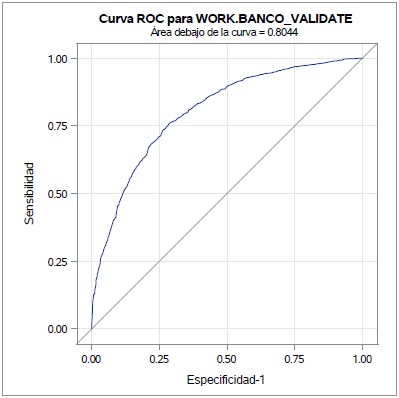 Curva ROC para WORK.BANCO_VALIDATE
Área debajo de la curva = 0.8044
1.00
0.75
0.50
0.25
0.00
Sensibilidad
0.00 0.25 0.50 0.75 1.00
Especificidad-1